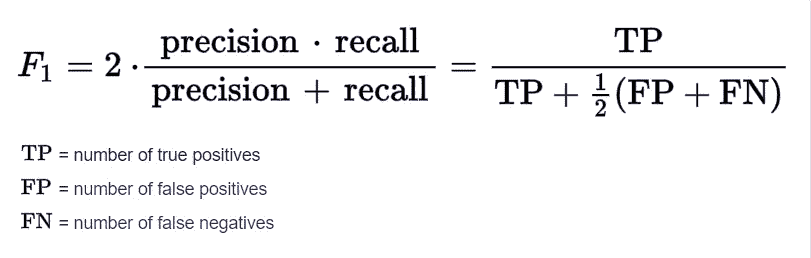 F₁ = 2 · (precision · recall) / (precision + recall) = TP / (TP + ½(FP + FN))
TP = number of true positives
FP = number of false positives
FN = number of false negatives